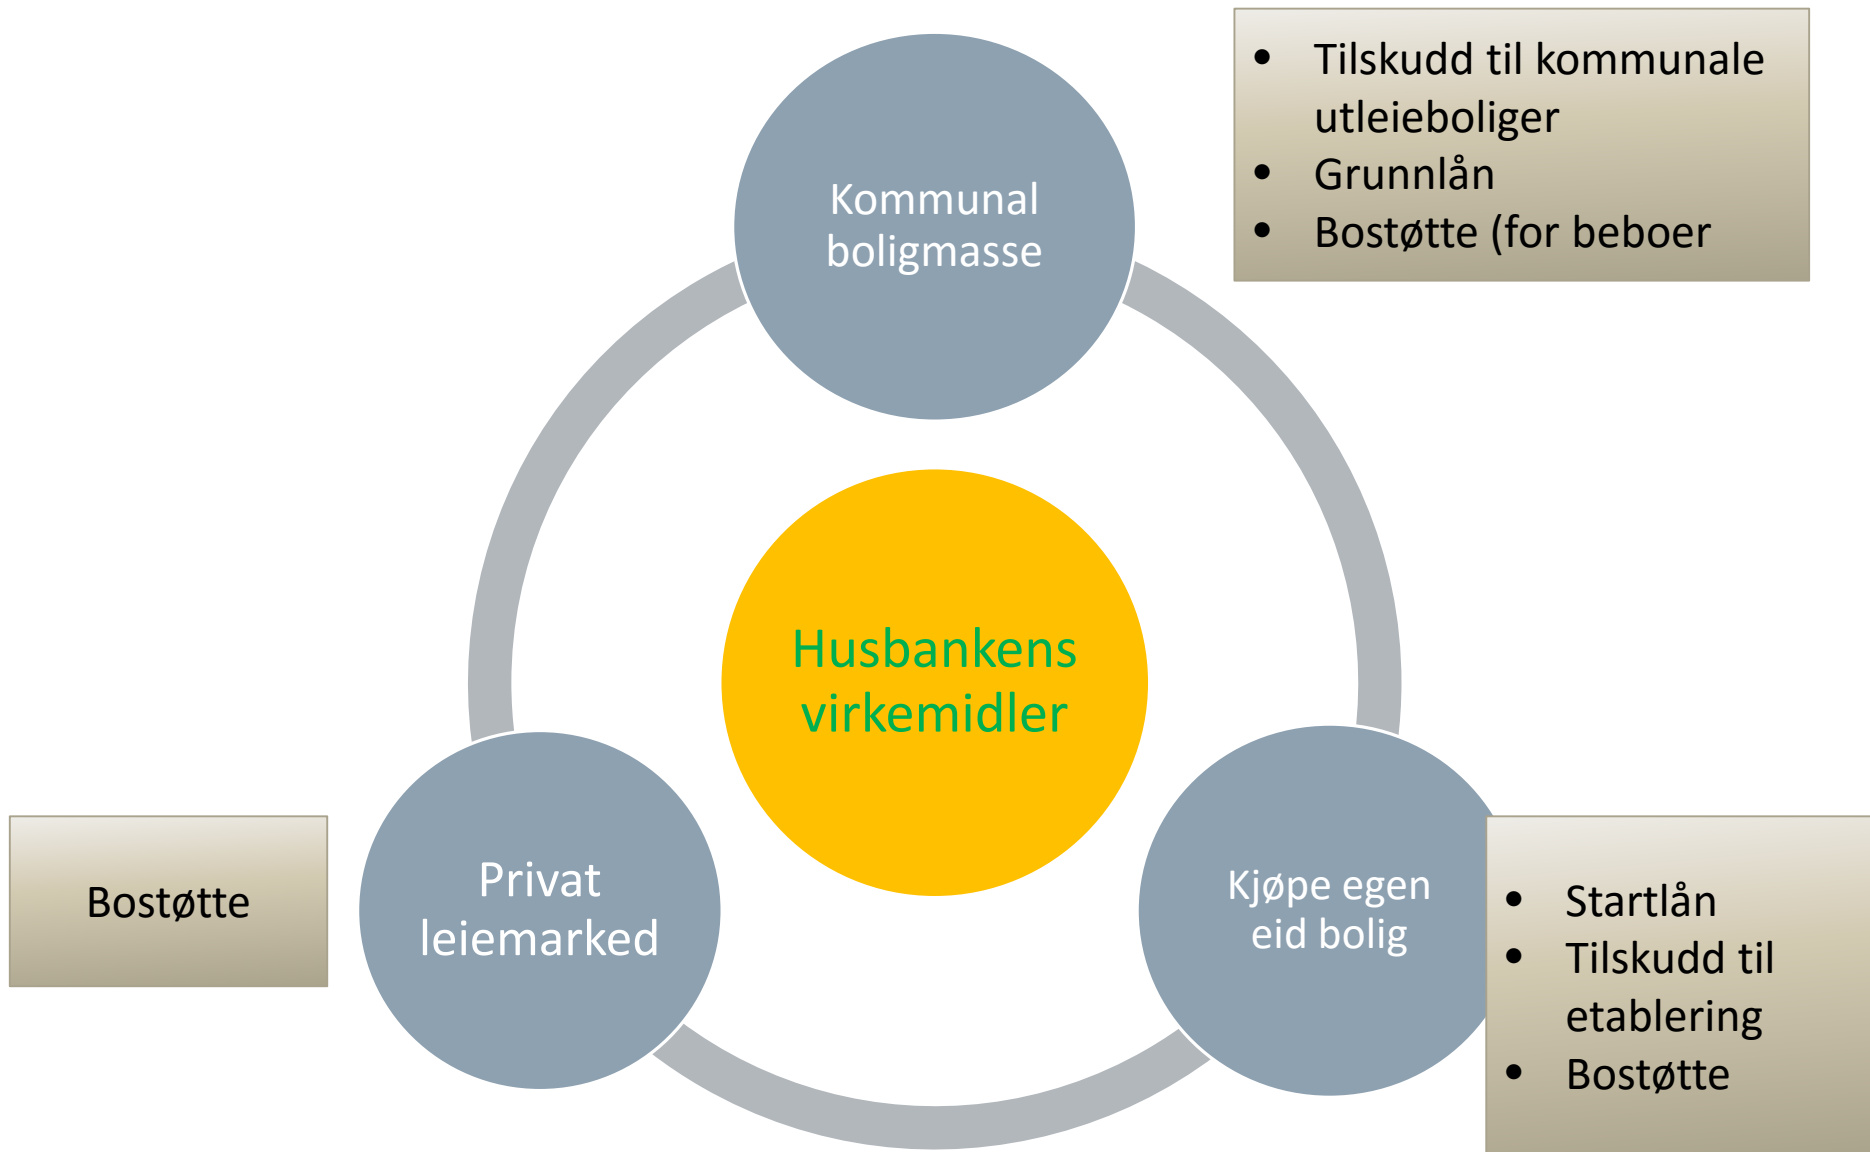 Kommunal
boligmasse
• Tilskudd til kommunale
utleieboliger
• Grunnlån
• Bostøtte (for beboer
Husbankens
virkemidler
Bostøtte
Privat
leiemarked
Kjøpe egen
eid bolig
• Startlån
• Tilskudd til
etablering
• Bostøtte